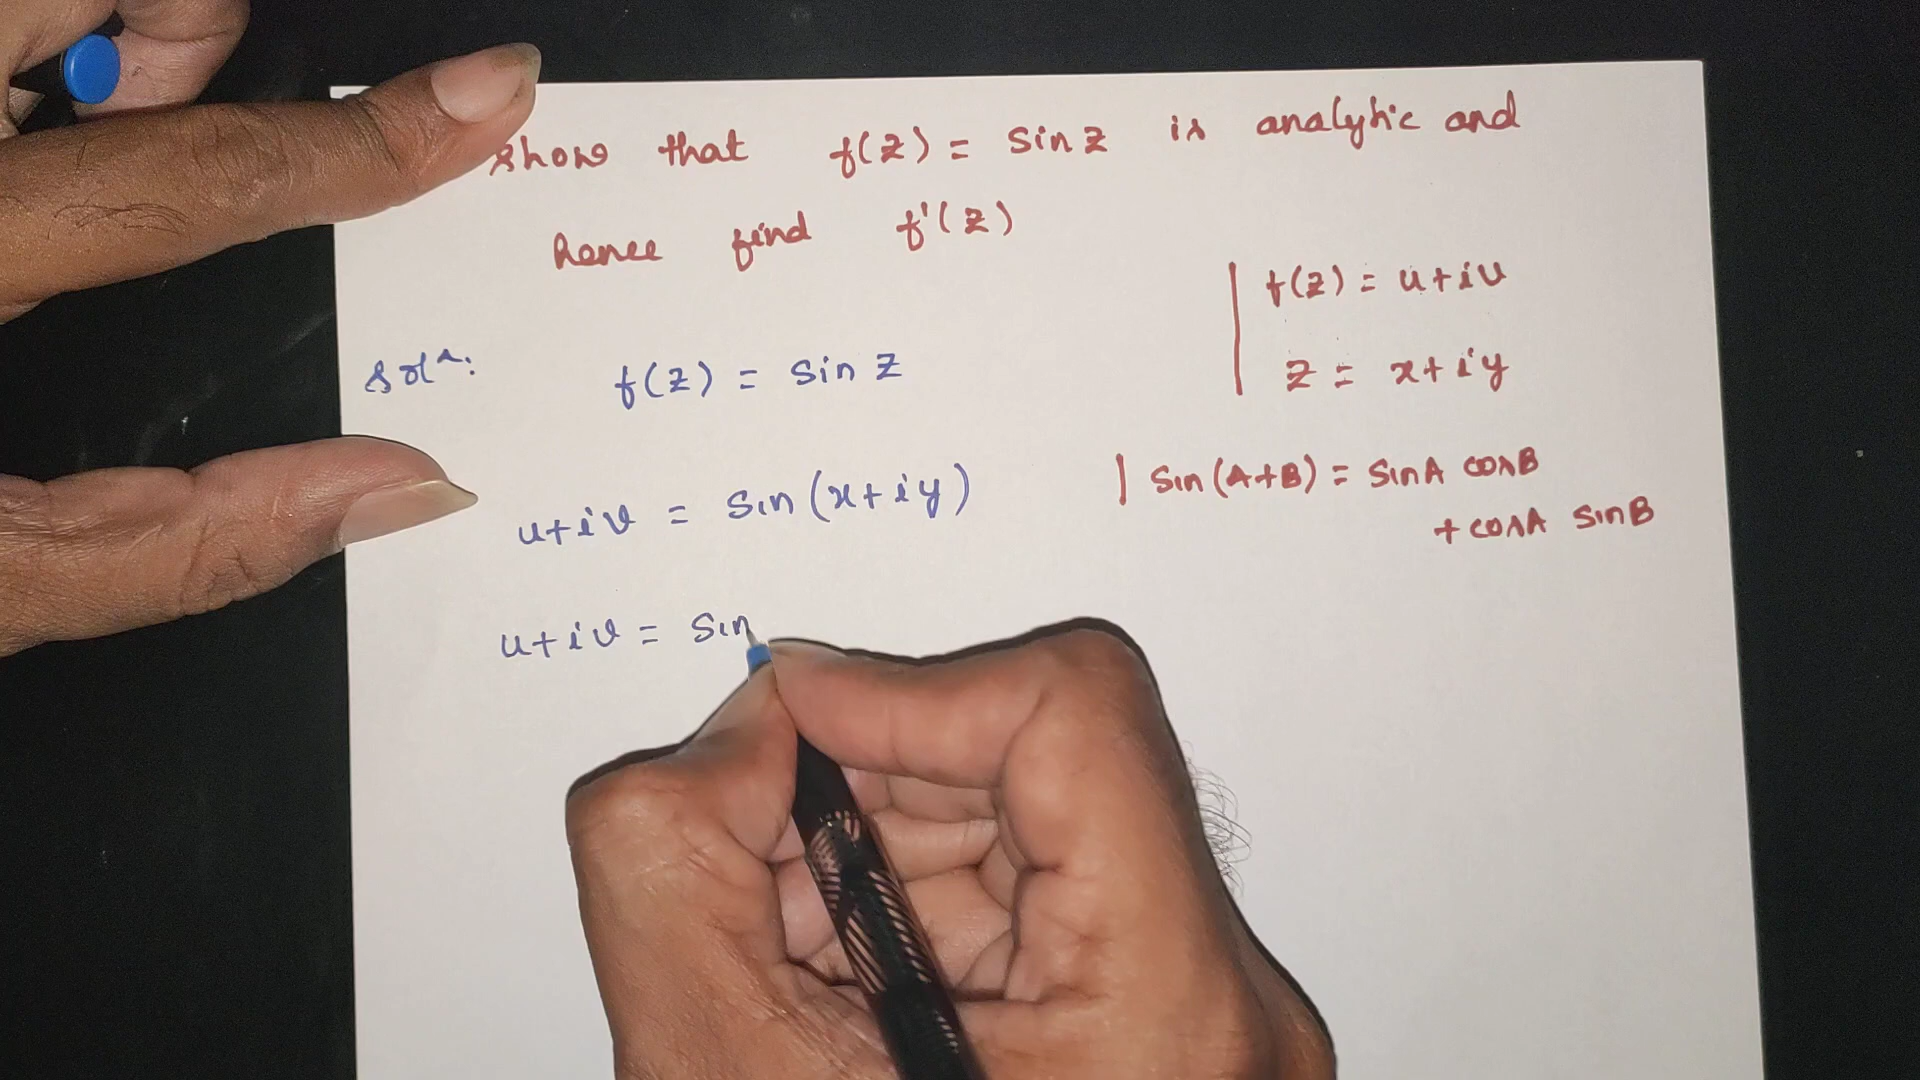 Show that f(z) = sin z is analytic and
hence find f'(z)
f(z) = u+iv
z = x+iy
Soln: f(z) = sin z
u+iv = sin(x+iy)
sin(A+B) = sinA cosB
+ cosA sinB
u+iv = sin